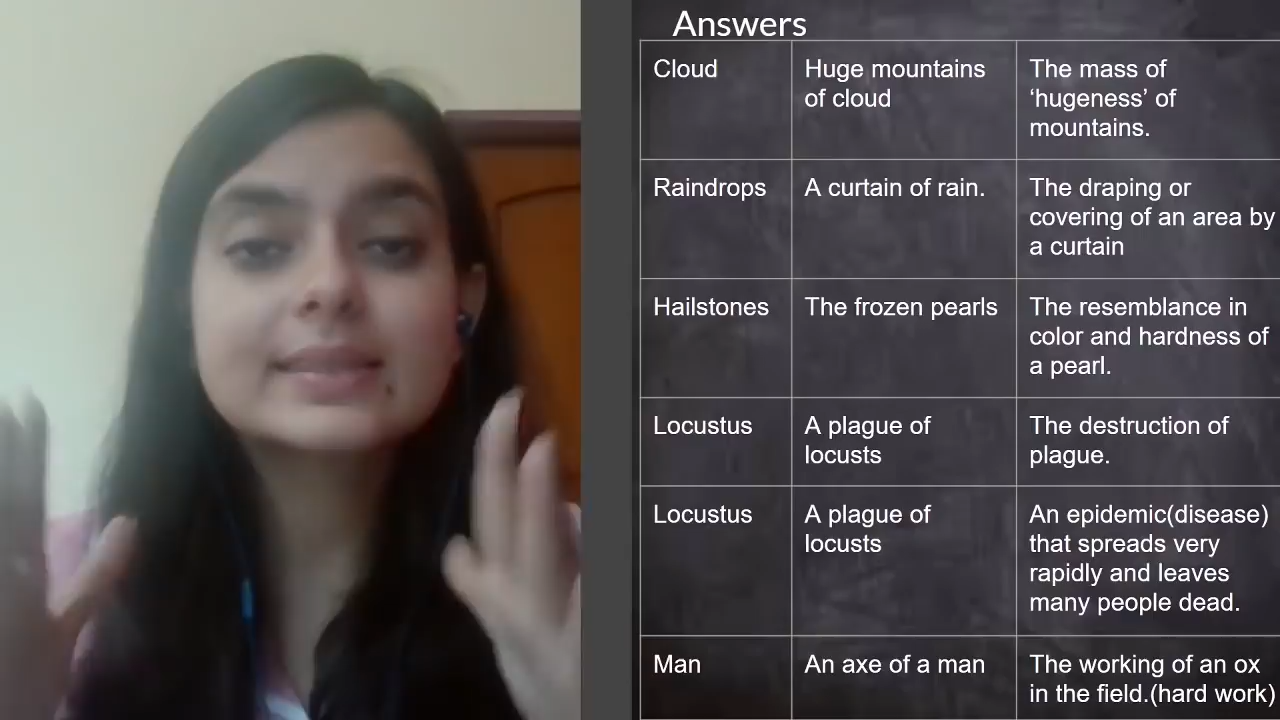 Answers
Cloud
Huge mountains
of cloud
The mass of
‘hugeness’ of
mountains.
Raindrops
A curtain of rain.
The draping or
covering of an area by
a curtain
Hailstones
The frozen pearls
The resemblance in
color and hardness of
a pearl.
Locustus
A plague of
locusts
The destruction of
plague.
Locustus
A plague of
locusts
An epidemic(disease)
that spreads very
rapidly and leaves
many people dead.
Man
An axe of a man
The working of an ox
in the field.(hard work)